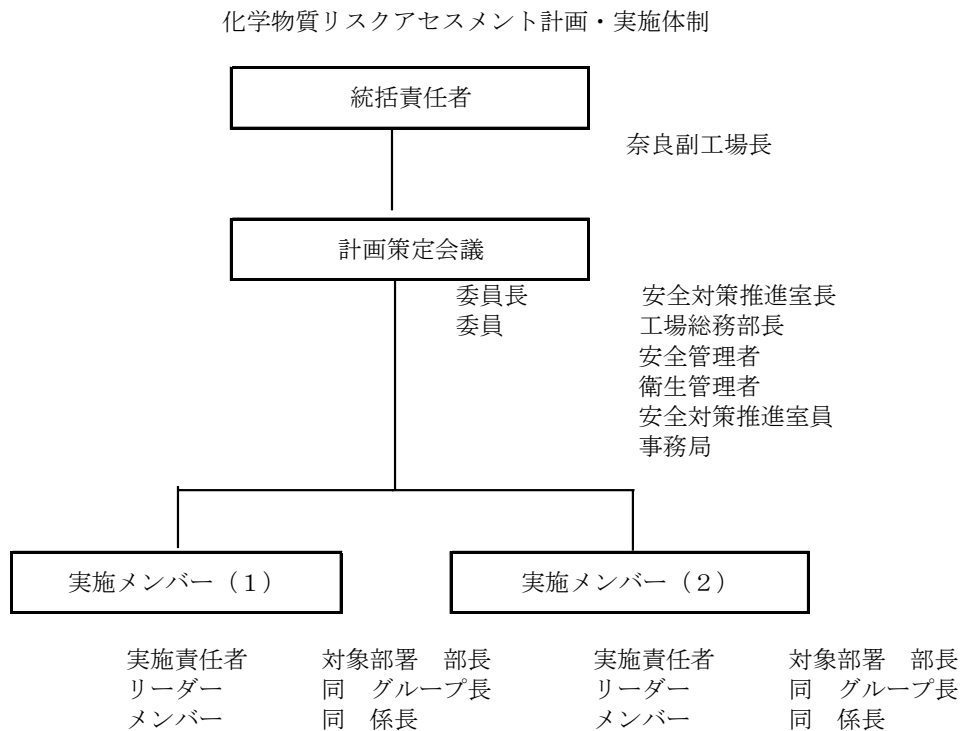 化学物質リスクアセスメント計画・実施体制
統括責任者
奈良副工場長
計画策定会議
委員長 安全対策推進室長
委員 工場総務部長
安全管理者
衛生管理者
安全対策推進室員
事務局
実施メンバー（１） 実施メンバー（２）
実施責任者 対象部署 部長 実施責任者 対象部署 部長
リーダー 同 グループ長 リーダー 同 グループ長
メンバー 同 係長 メンバー 同 係長